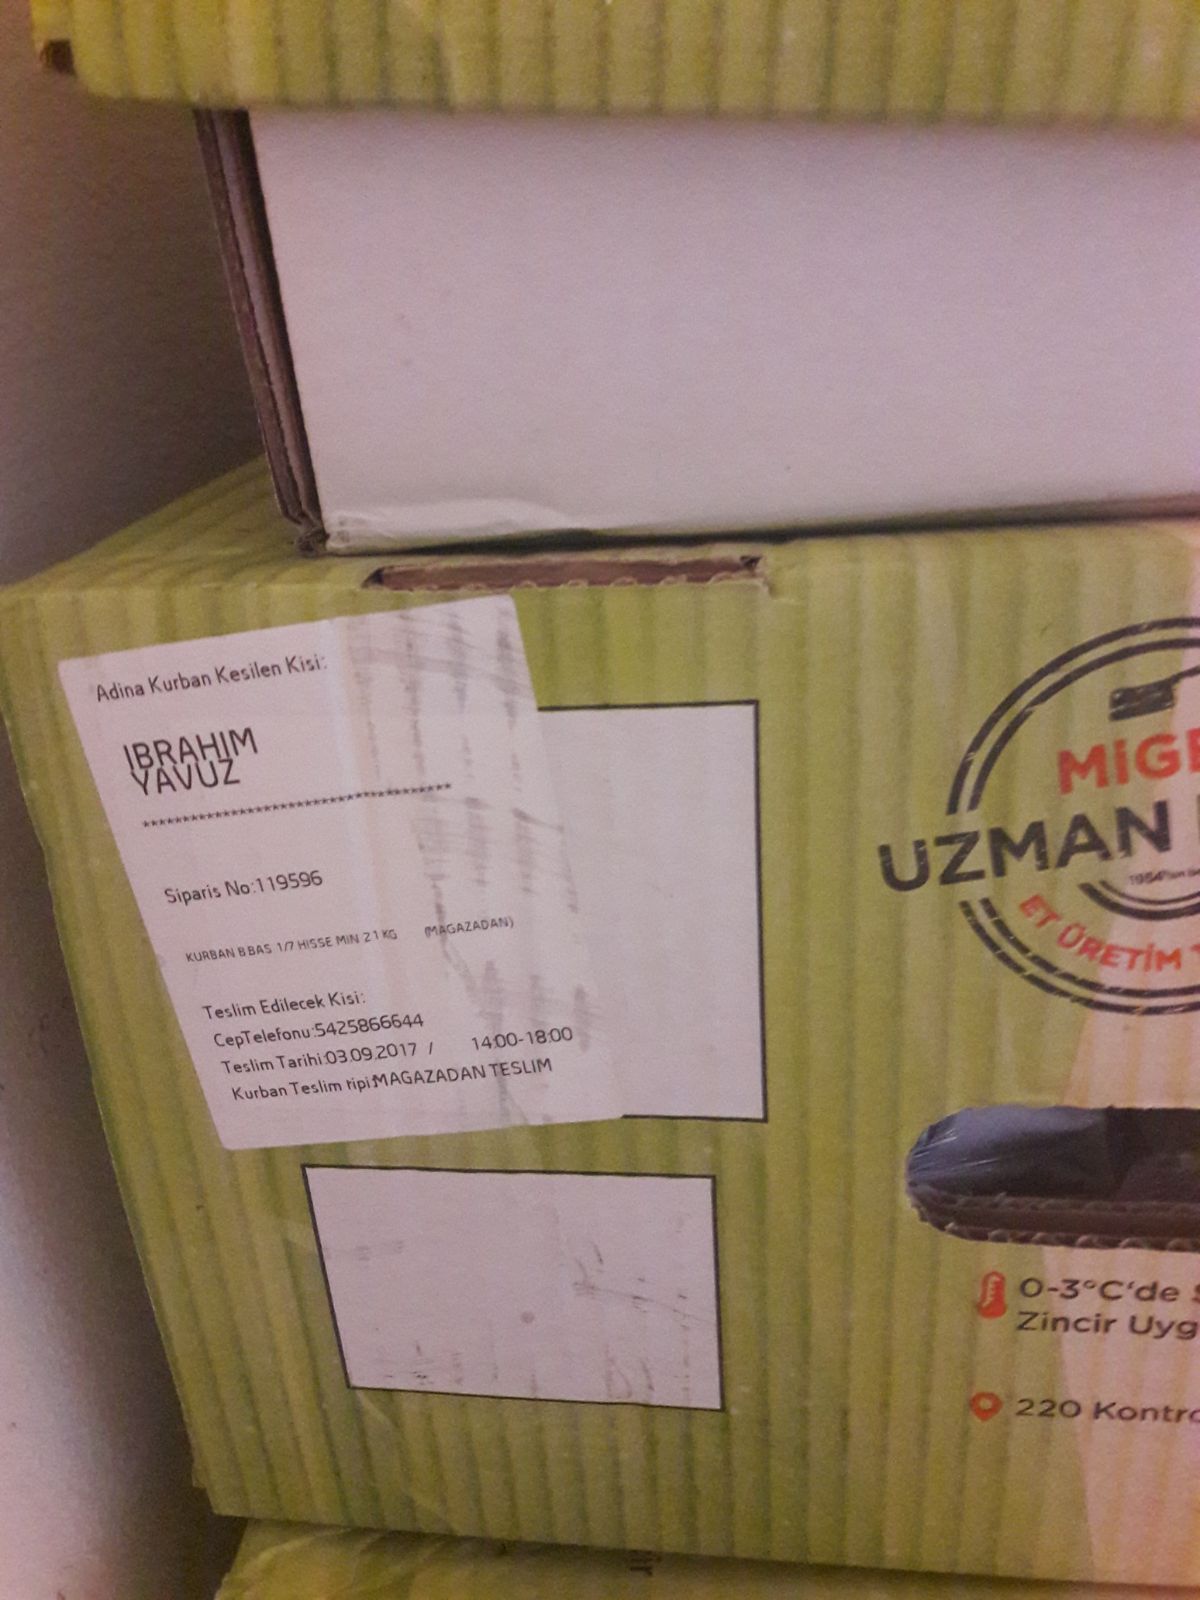 Adina Kurban Kesilen Kisi:
IBRAHIM
YAVUZ
***************************************
Siparis No:119596
KURBAN B.BAS 1/7 HISSE MIN 21 KG (MAGAZADAN)
Teslim Edilecek Kisi:
CepTelefonu:5425866644
Teslim Tarihi:03.09.2017 / 14:00-18:00
Kurban Teslim Tipi:MAGAZADAN TESLIM
MİG
UZMAN
ET ÜRETİM
0-3°C'de
Zincir Uyg
220 Kontro